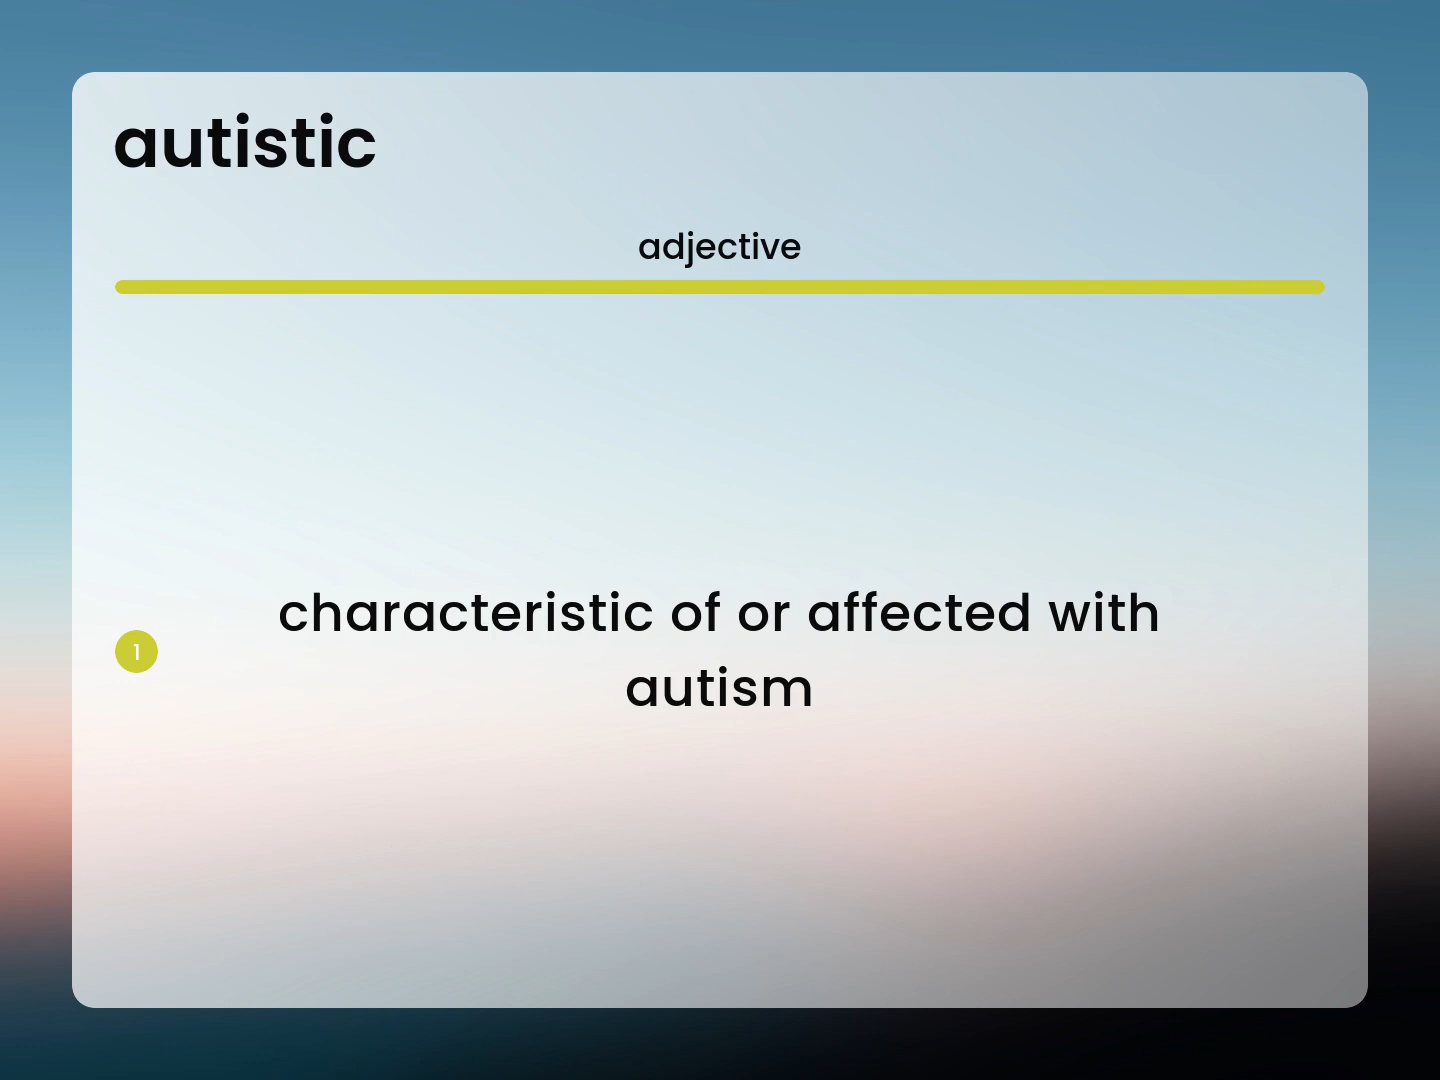 autistic
adjective
1
characteristic of or affected with
autism